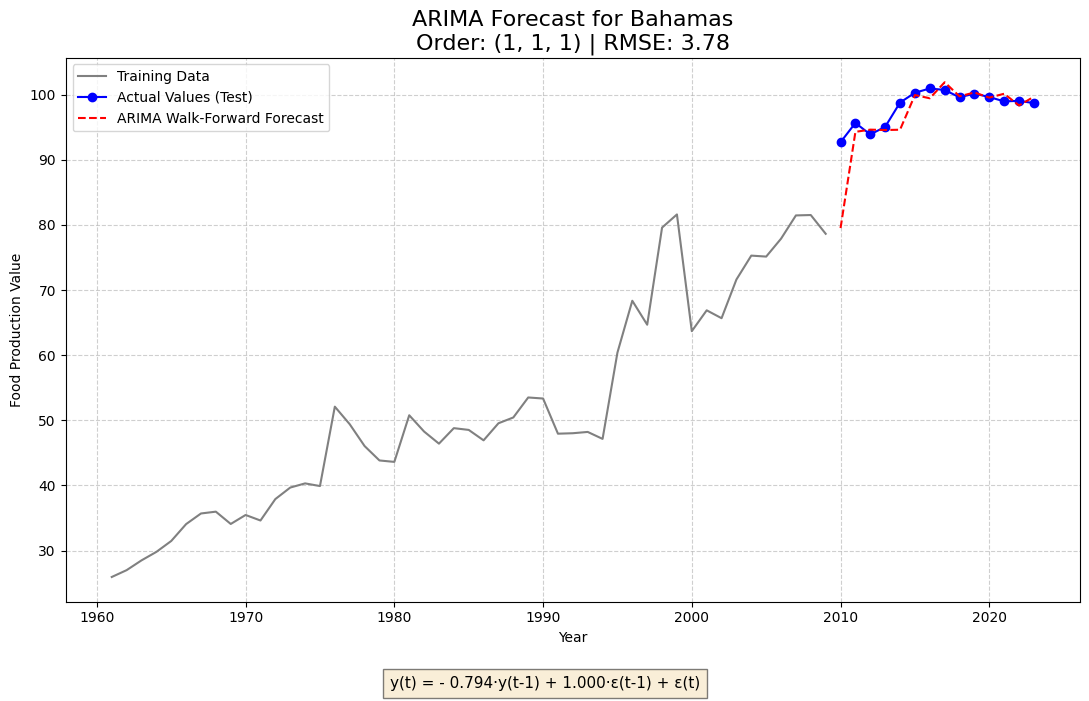 ARIMA Forecast for Bahamas
Order: (1, 1, 1) | RMSE: 3.78
Training Data
Actual Values (Test)
ARIMA Walk-Forward Forecast
Food Production Value
100
90
80
70
60
50
40
30
1960 1970 1980 1990 2000 2010 2020
Year
y(t) = - 0.794·y(t-1) + 1.000·ε(t-1) + ε(t)